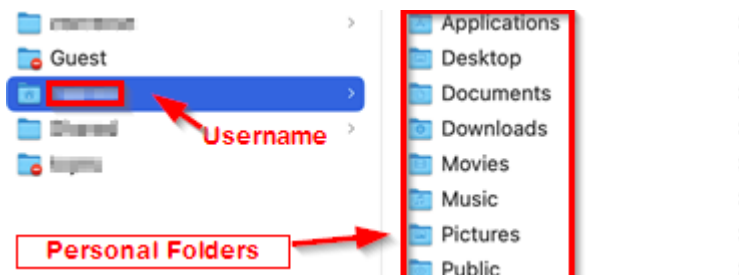 Guest
Username
Personal Folders
Applications
Desktop
Documents
Downloads
Movies
Music
Pictures
Public